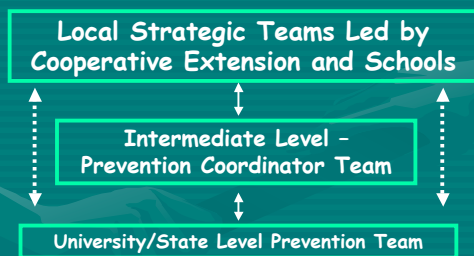 Local Strategic Teams Led by
Cooperative Extension and Schools
Intermediate Level –
Prevention Coordinator Team
University/State Level Prevention Team